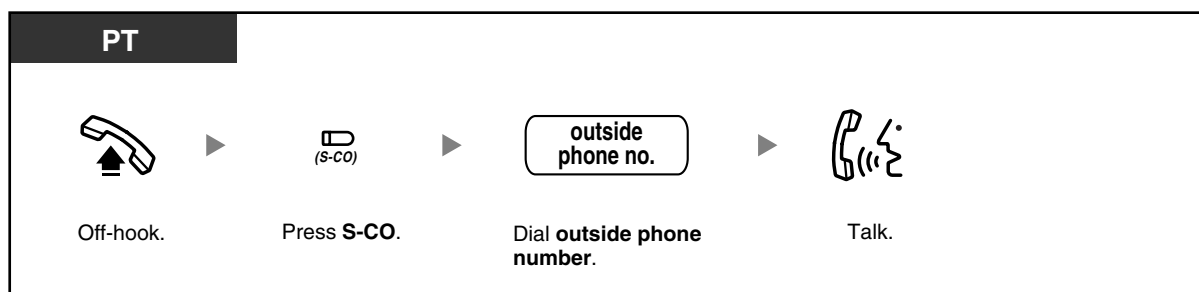 PT
(S-CO)
outside
phone no.
Off-hook.
Press S-CO.
Dial outside phone
number.
Talk.